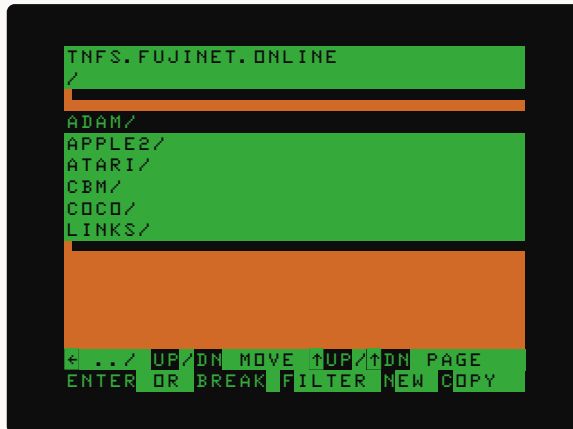 TNFS.FUJINET.ONLINE
/
ADAM/
APPLE2/
ATARI/
CBM/
COCO/
LINKS/
← ../ UP/DN MOVE ↑UP/↑DN PAGE
ENTER OR BREAK FILTER NEW COPY